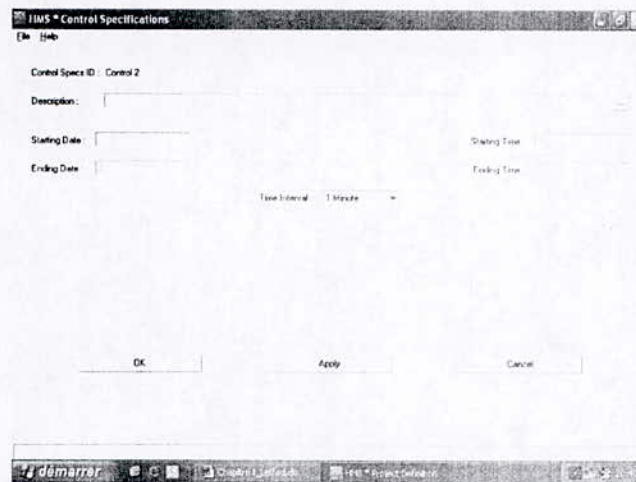 HMS * Control Specifications
File Help
Control Specs ID : Control 2
Description :
Starting Date : Starting Time
Ending Date Ending Time
Time Interval 1 Minute
OK Apply Cancel
démarrer HMS * Project Definition